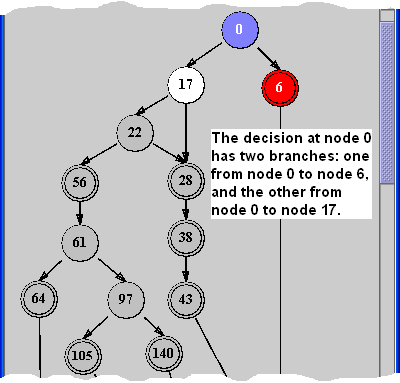 0
17
6
22
The decision at node 0
has two branches: one
from node 0 to node 6,
and the other from
node 0 to node 17.
56
28
61
38
64
97
43
105
140